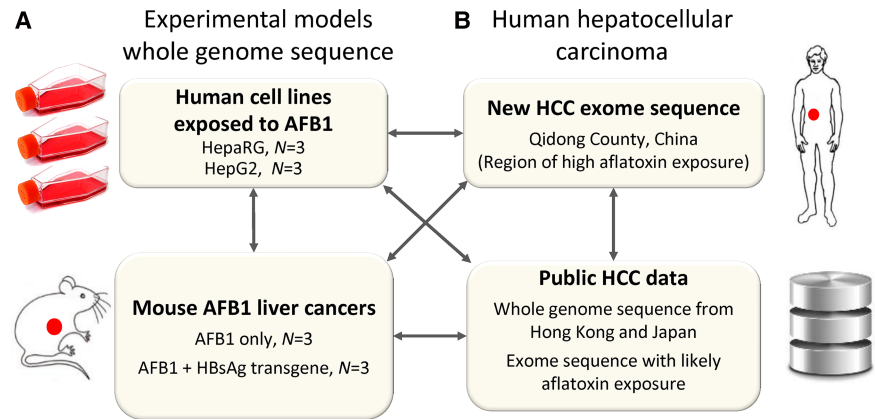 A
Experimental models
whole genome sequence
Human cell lines
exposed to AFB1
HepaRG, N=3
HepG2, N=3
Mouse AFB1 liver cancers
AFB1 only, N=3
AFB1 + HBsAg transgene, N=3
B
Human hepatocellular
carcinoma
New HCC exome sequence
Qidong County, China
(Region of high aflatoxin exposure)
Public HCC data
Whole genome sequence from
Hong Kong and Japan
Exome sequence with likely
aflatoxin exposure